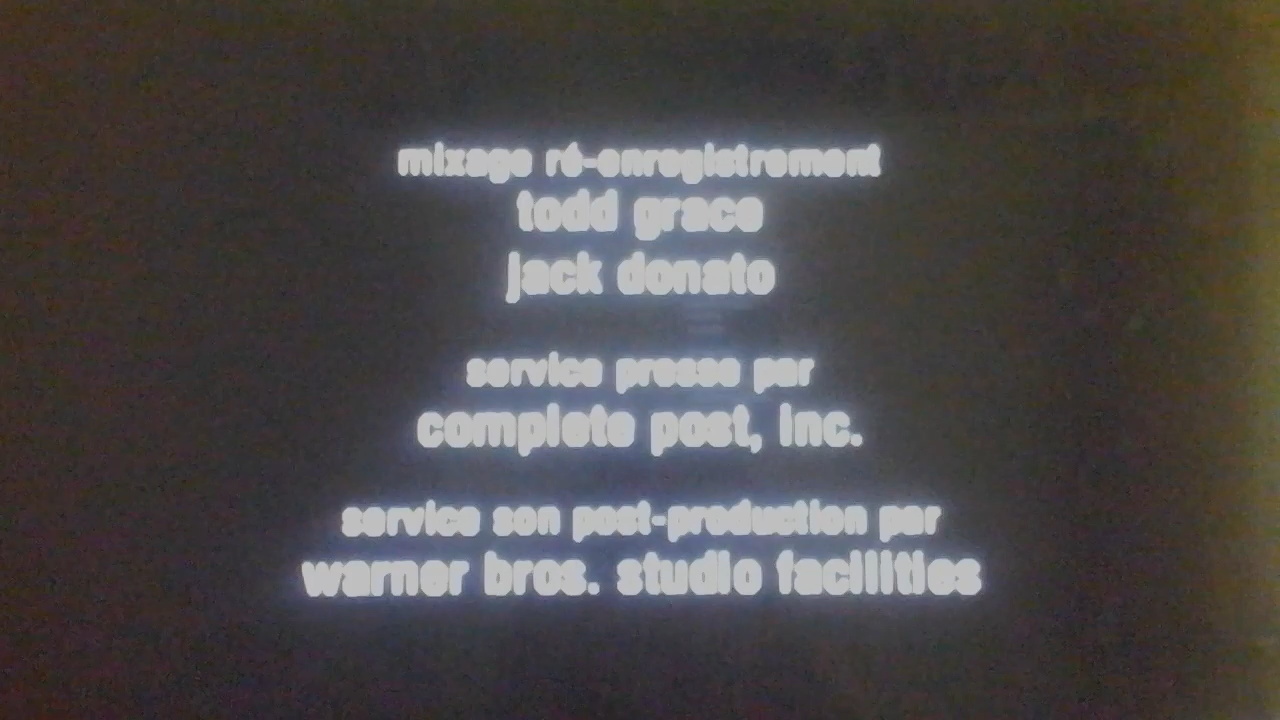 mixage ré-enregistrement
todd grace
jack donato
service presse par
complete post, inc.
service son post-production par
warner bros. studio facilities